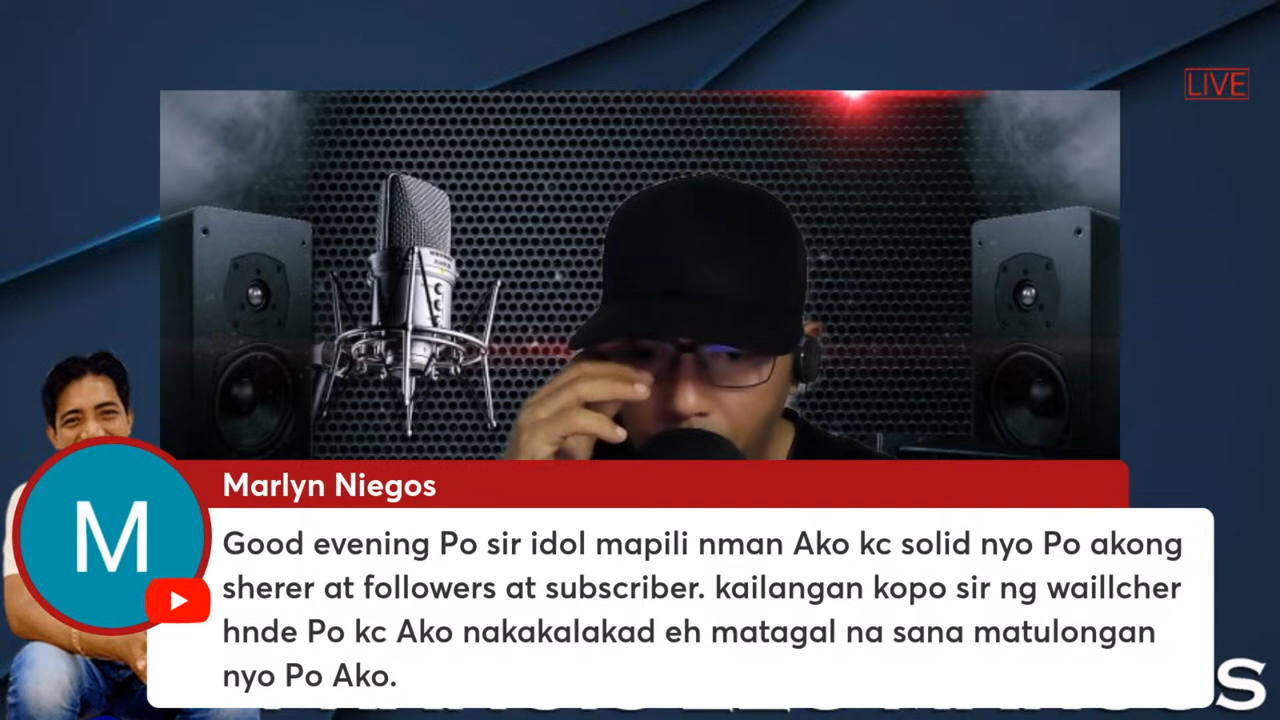 LIVE
Marlyn Niegos
M
Good evening Po sir idol mapili nman Ako kc solid nyo Po akong
sherer at followers at subscriber. kailangan kopo sir ng waillcher
hnde Po kc Ako nakakalakad eh matagal na sana matulongan
nyo Po Ako.